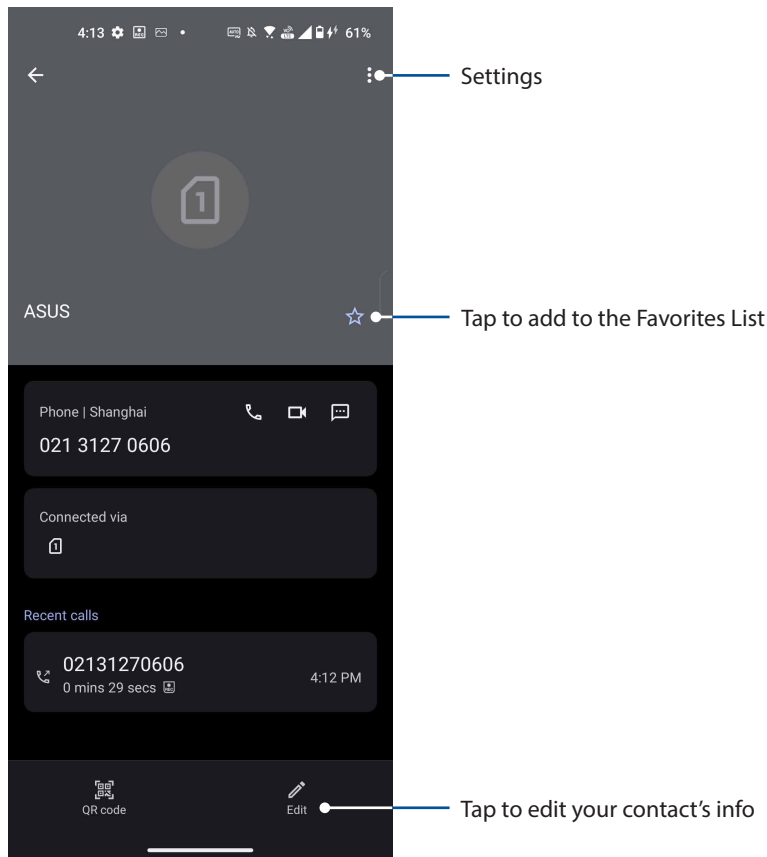 4:13
61%
Settings
1
ASUS
Tap to add to the Favorites List
Phone | Shanghai
021 3127 0606
Connected via
1
Recent calls
02131270606
0 mins 29 secs
4:12 PM
QR code
Edit
Tap to edit your contact’s info